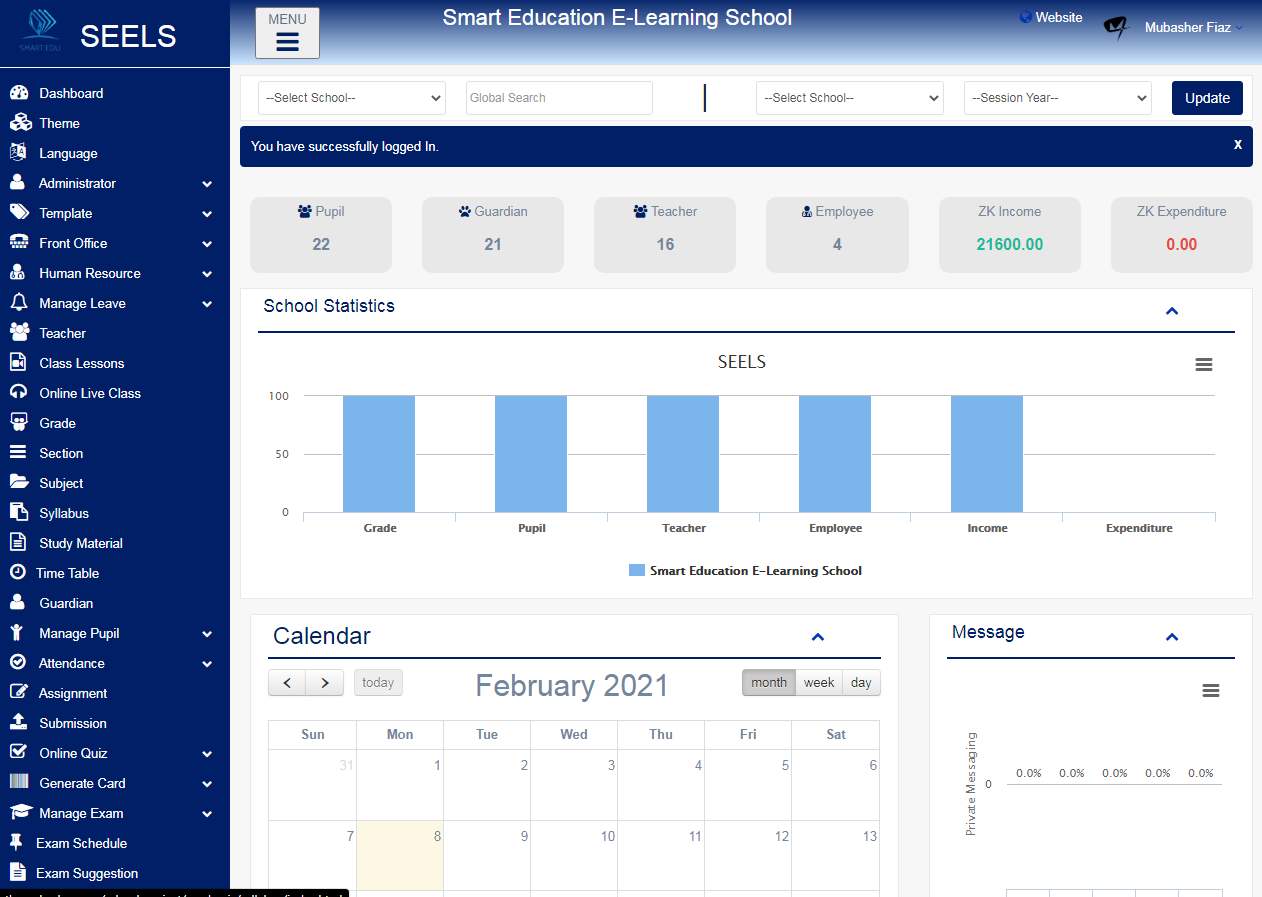 SMART EDU
SEELS
MENU
Smart Education E-Learning School
Website
Mubasher Fiaz
--Select School--
Global Search
--Select School--
--Session Year--
Update
You have successfully logged In.
x
Dashboard
Theme
Language
Administrator
Template
Front Office
Human Resource
Manage Leave
Teacher
Class Lessons
Online Live Class
Grade
Section
Subject
Syllabus
Study Material
Time Table
Guardian
Manage Pupil
Attendance
Assignment
Submission
Online Quiz
Generate Card
Manage Exam
Exam Schedule
Exam Suggestion
Pupil
22
Guardian
21
Teacher
16
Employee
4
ZK Income
21600.00
ZK Expenditure
0.00
School Statistics
SEELS
100
50
0
Grade Pupil Teacher Employee Income Expenditure
Smart Education E-Learning School
Calendar
today
February 2021
month week day
Sun Mon Tue Wed Thu Fri Sat
31 1 2 3 4 5 6
7 8 9 10 11 12 13
Message
Private Messaging
0
0.0% 0.0% 0.0% 0.0% 0.0%